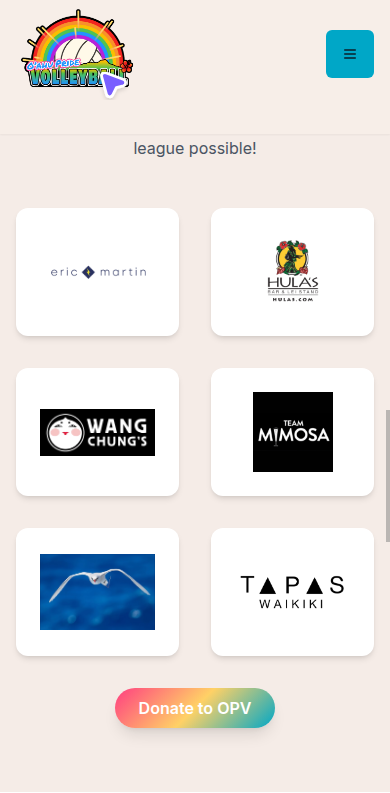 O'AHU PRIDE
VOLLEYBALL
league possible!
eric martin
HULA'S
BAR & LEI STAND
HULAS.COM
WANG
CHUNG'S
TEAM
MIMOSA
TAPAS
WAIKIKI
Donate to OPV